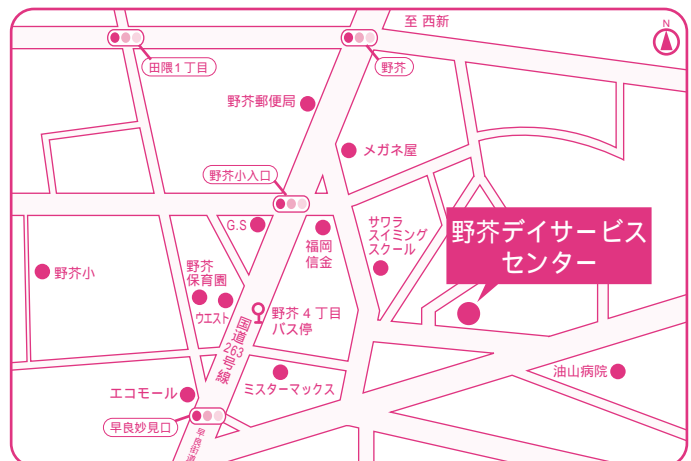 至 西新
N
田隈1丁目
野芥
野芥郵便局
メガネ屋
野芥小入口
G.S
福岡
信金
サワラ
スイミング
スクール
野芥デイサービス
センター
野芥小
野芥
保育園
ウエスト
野芥4丁目
バス停
国道263号線
油山病院
エコモール
ミスターマックス
早良妙見口
早良街道